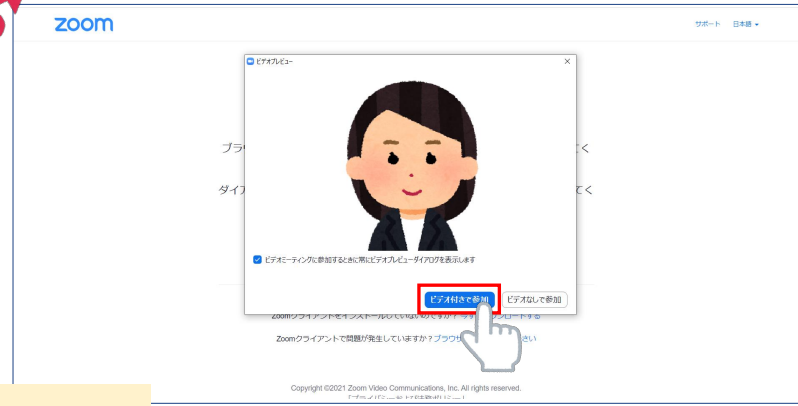 zoom
サポート 日本語
ビデオプレビュー
ブラ
てく
ダイア
てく
ビデオミーティングに参加するときに常にビデオプレビューダイアログを表示します
ビデオ付きで参加 ビデオなしで参加
Zoomクライアントをインストールしていないのですか？今す ウンロードする
Zoomクライアントで問題が発生していますか？ブラウザ さい
Copyright ©2021 Zoom Video Communications, Inc. All rights reserved.